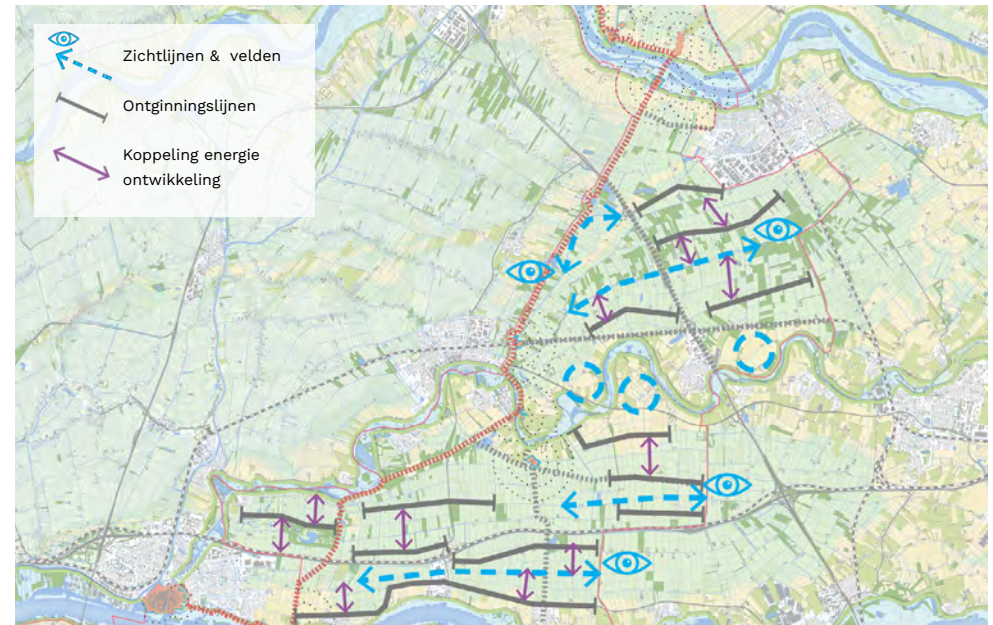 Zichtlijnen & velden
Ontginningslijnen
Koppeling energie
ontwikkeling